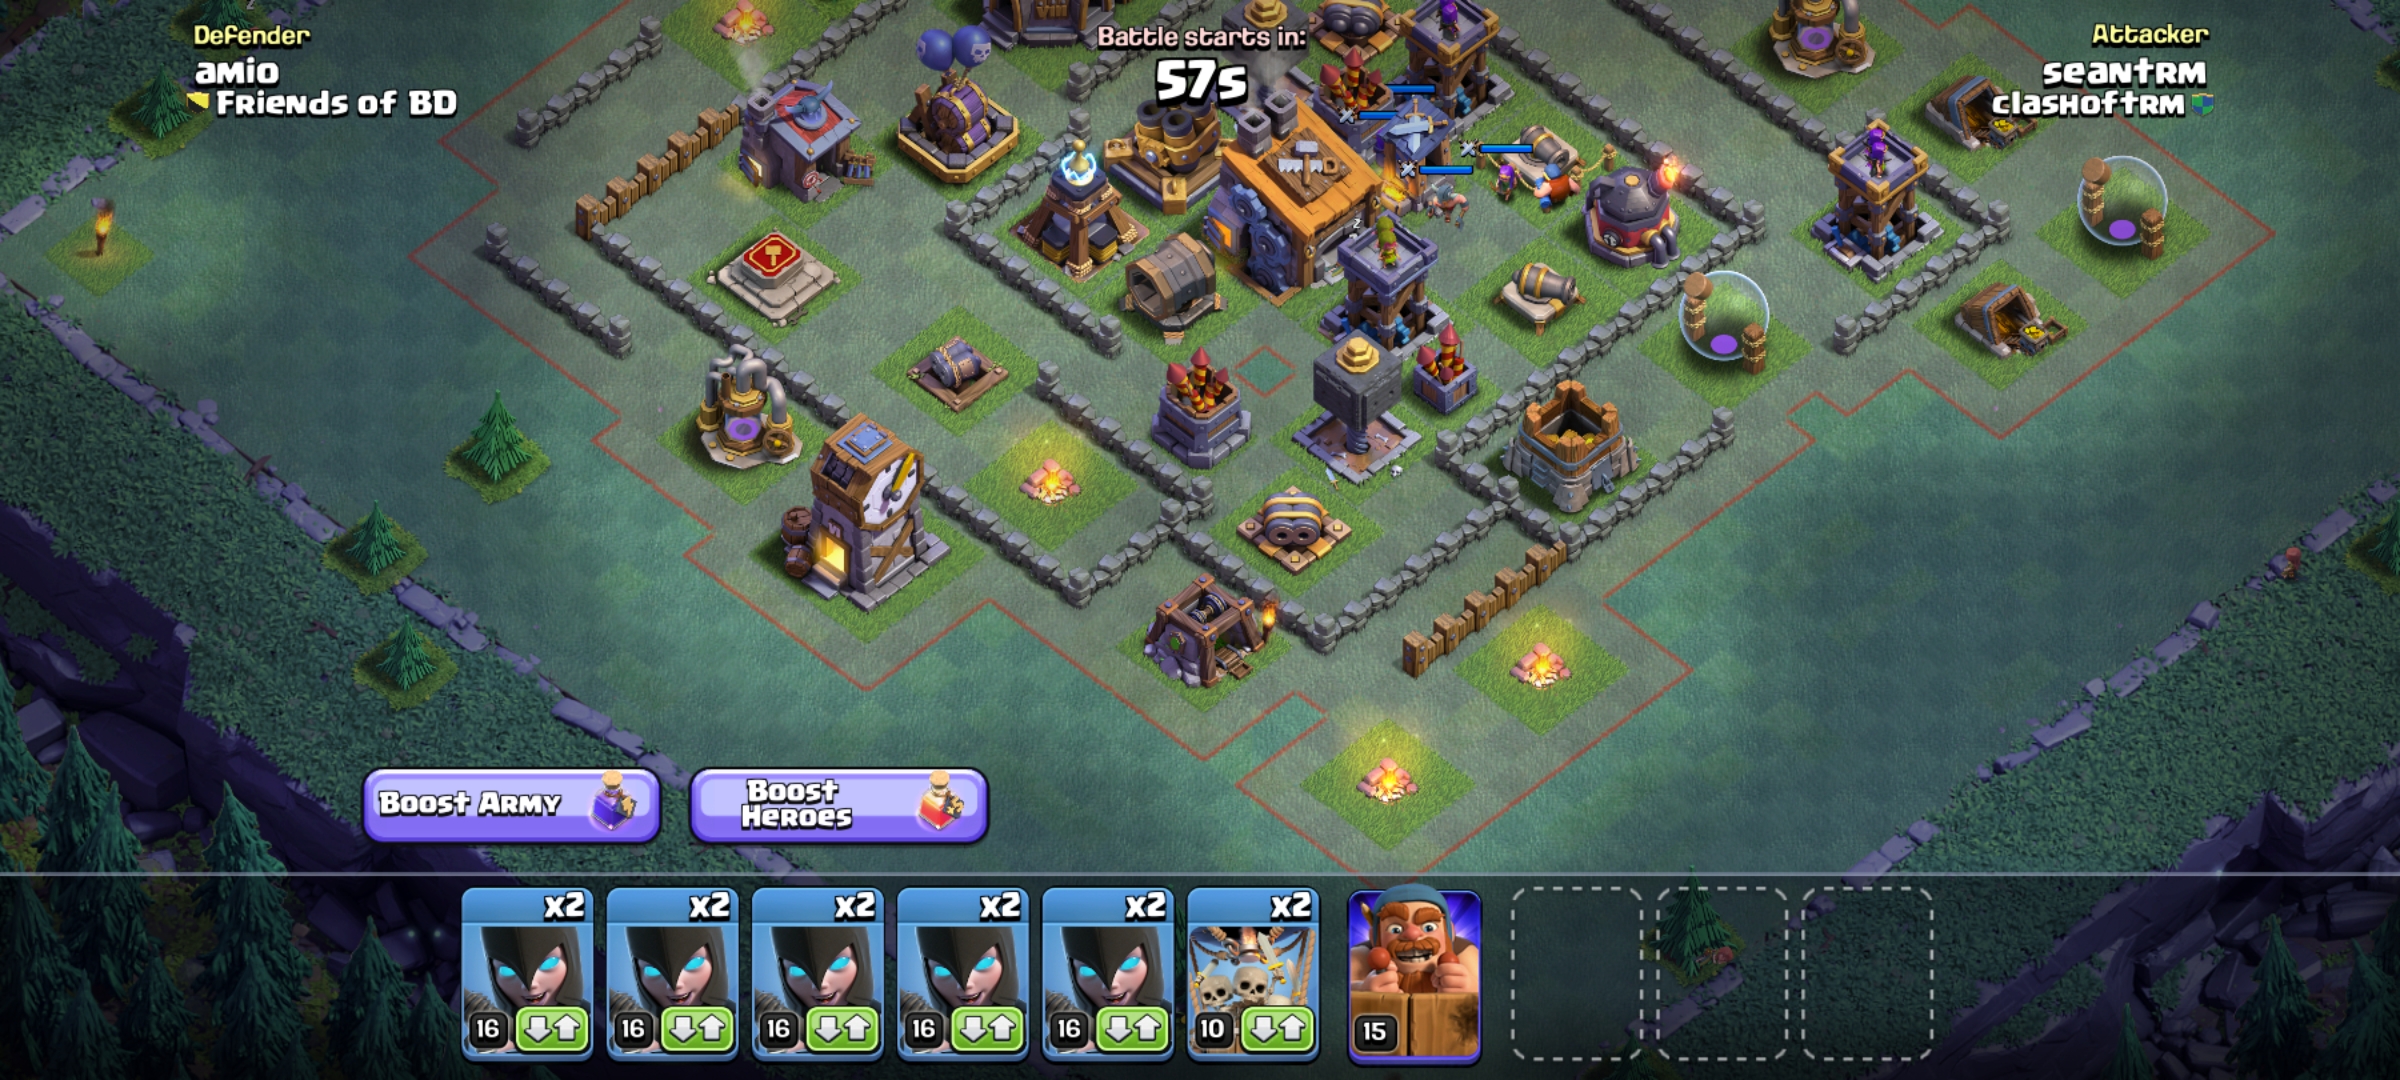 Defender
amio
Friends of BD
Battle starts in:
57s
Attacker
seantRM
clashoftRM
Boost Army
Boost
Heroes
x2
x2
x2
x2
x2
x2
16
16
16
16
16
10
15